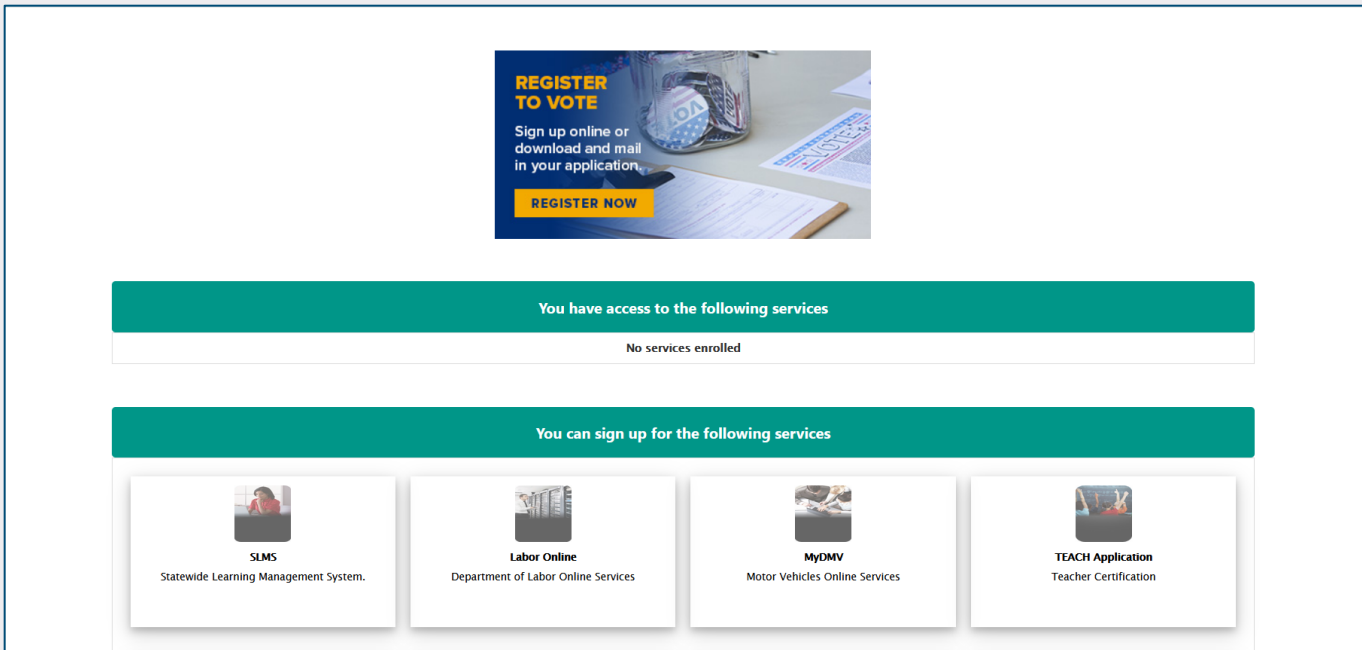 REGISTER
TO VOTE
Sign up online or
download and mail
in your application.
REGISTER NOW
VOTE
You have access to the following services
No services enrolled
You can sign up for the following services
SLMS
Statewide Learning Management System.
Labor Online
Department of Labor Online Services
MyDMV
Motor Vehicles Online Services
TEACH Application
Teacher Certification